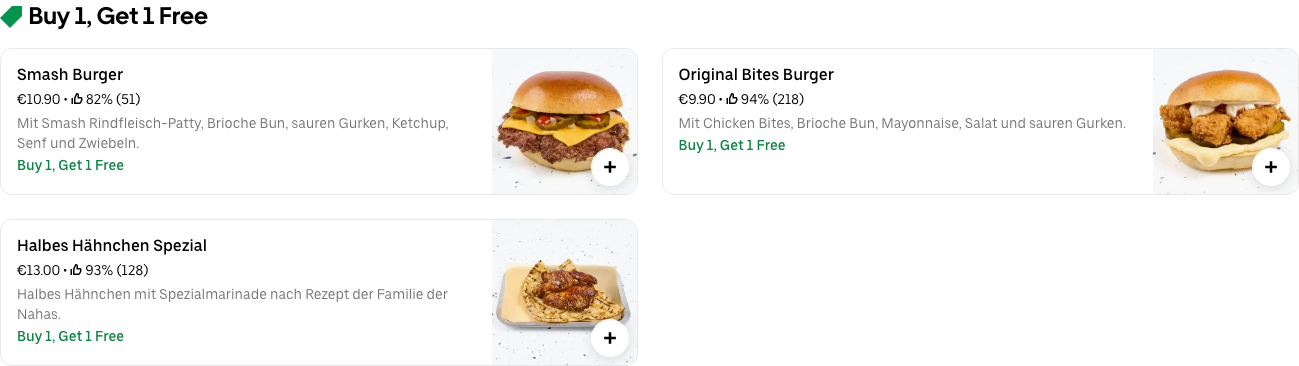 Buy 1, Get 1 Free
Smash Burger
€10.90 • 82% (51)
Mit Smash Rindfleisch-Patty, Brioche Bun, sauren Gurken, Ketchup,
Senf und Zwiebeln.
Buy 1, Get 1 Free
Original Bites Burger
€9.90 • 94% (218)
Mit Chicken Bites, Brioche Bun, Mayonnaise, Salat und sauren Gurken.
Buy 1, Get 1 Free
Halbes Hähnchen Spezial
€13.00 • 93% (128)
Halbes Hähnchen mit Spezialmarinade nach Rezept der Familie der
Nahas.
Buy 1, Get 1 Free